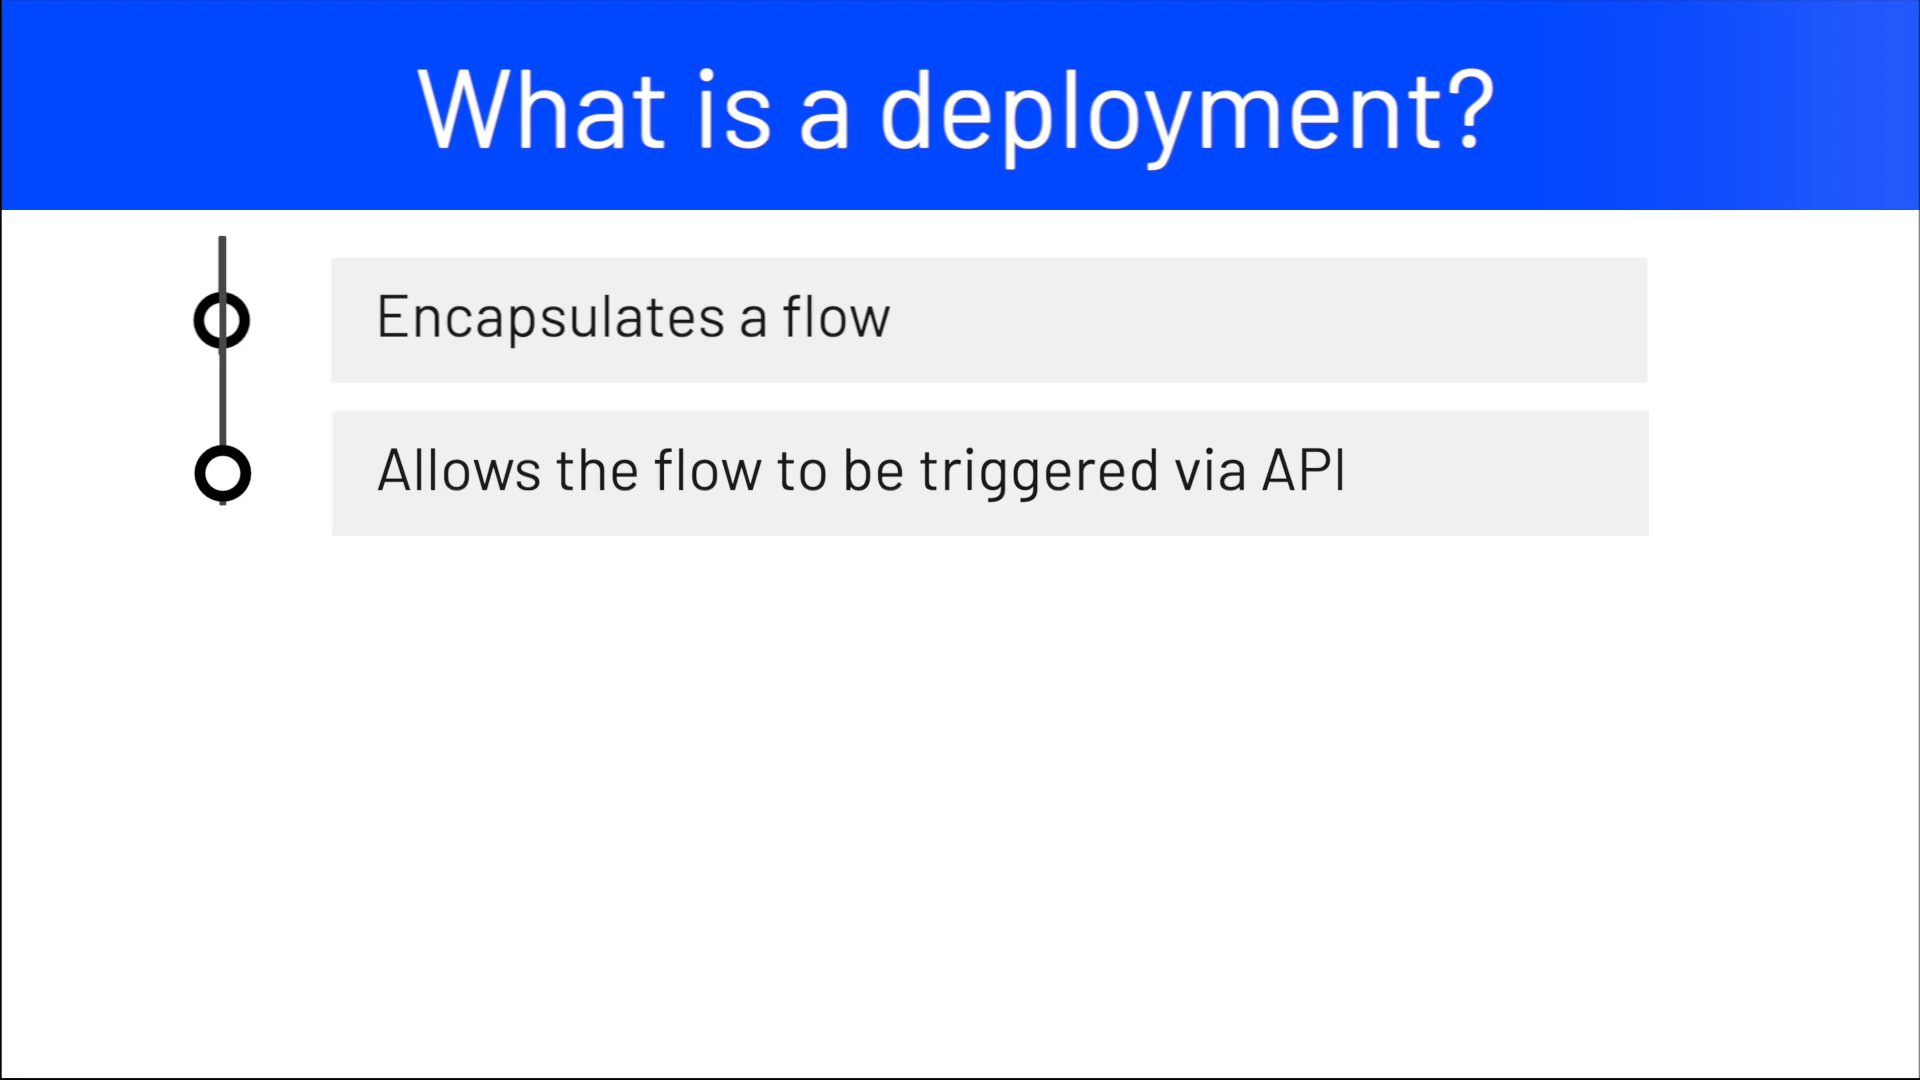 What is a deployment?
Encapsulates a flow
Allows the flow to be triggered via API